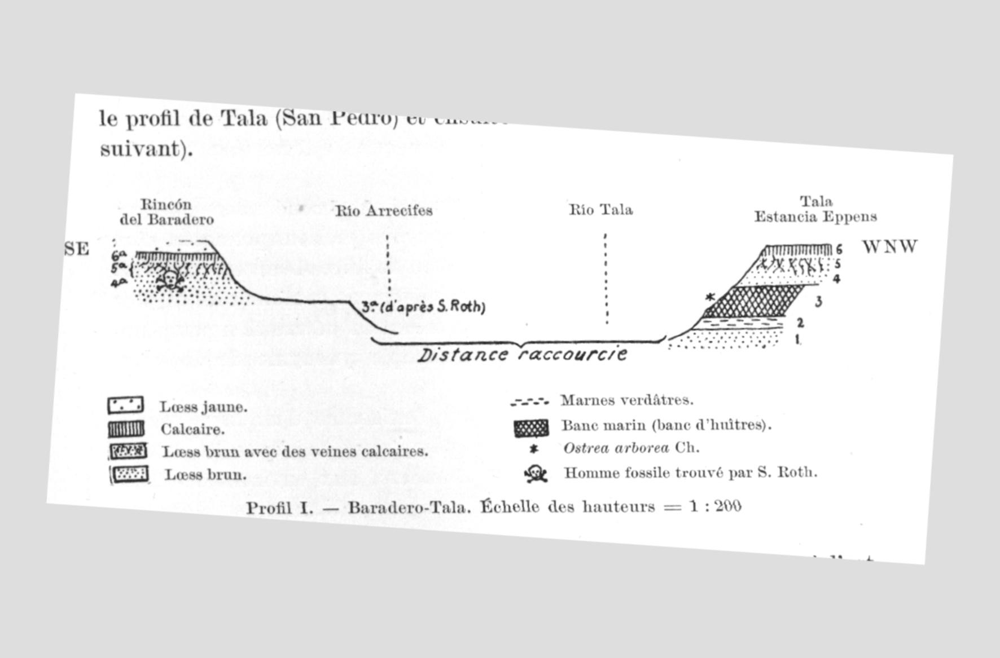 le profil de Tala (San Pedro) et
suivant).
Rincón
del Baradero
Río Arrecifes
Río Tala
Tala
Estancia Eppens
SE
WNW
6a
5a
4a
6
5
4
3
2
1
3.a (d'après S. Roth)
Distance raccourcie
Lœss jaune.
Calcaire.
Lœss brun avec des veines calcaires.
Lœss brun.
Marnes verdâtres.
Banc marin (banc d'huîtres).
Ostrea arborea Ch.
Homme fossile trouvé par S. Roth.
Profil I. — Baradero-Tala. Échelle des hauteurs = 1 : 200